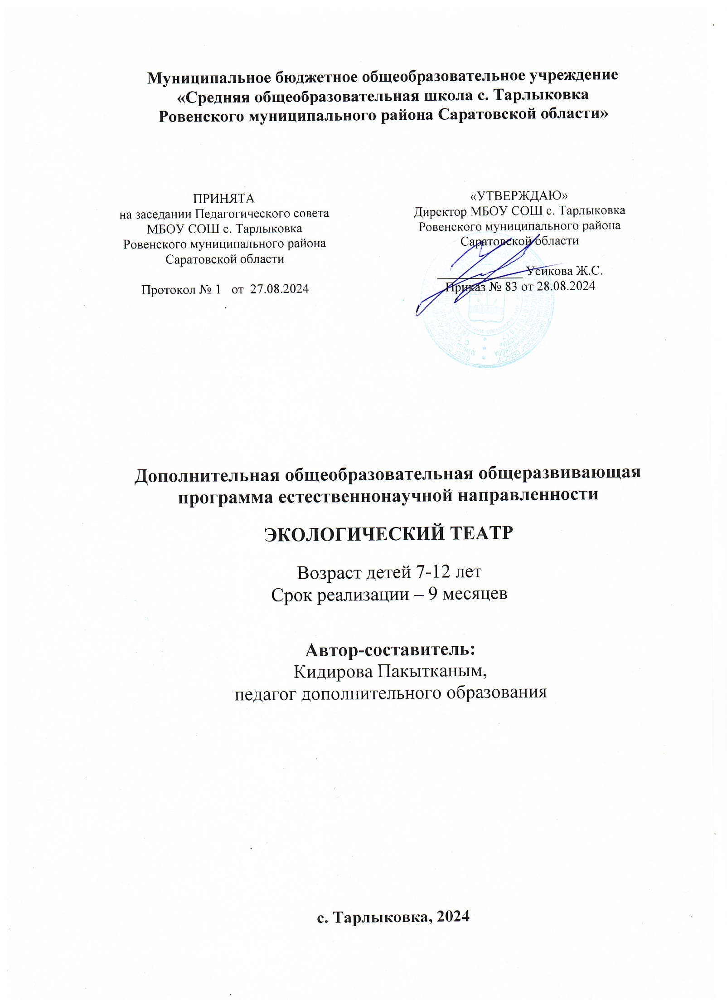 Муниципальное бюджетное общеобразовательное учреждение
«Средняя общеобразовательная школа с. Тарлыковка
Ровенского муниципального района Саратовской области»
ПРИНЯТА
на заседании Педагогического совета
МБОУ СОШ с. Тарлыковка
Ровенского муниципального района
Саратовской области
Протокол № 1 от 27.08.2024
«УТВЕРЖДАЮ»
Директор МБОУ СОШ с. Тарлыковка
Ровенского муниципального района
Саратовской области
Усикова Ж.С.
Приказ № 83 от 28.08.2024
Дополнительная общеобразовательная общеразвивающая
программа естественнонаучной направленности
ЭКОЛОГИЧЕСКИЙ ТЕАТР
Возраст детей 7-12 лет
Срок реализации – 9 месяцев
Автор-составитель:
Кидирова Пакытканым,
педагог дополнительного образования
с. Тарлыковка, 2024